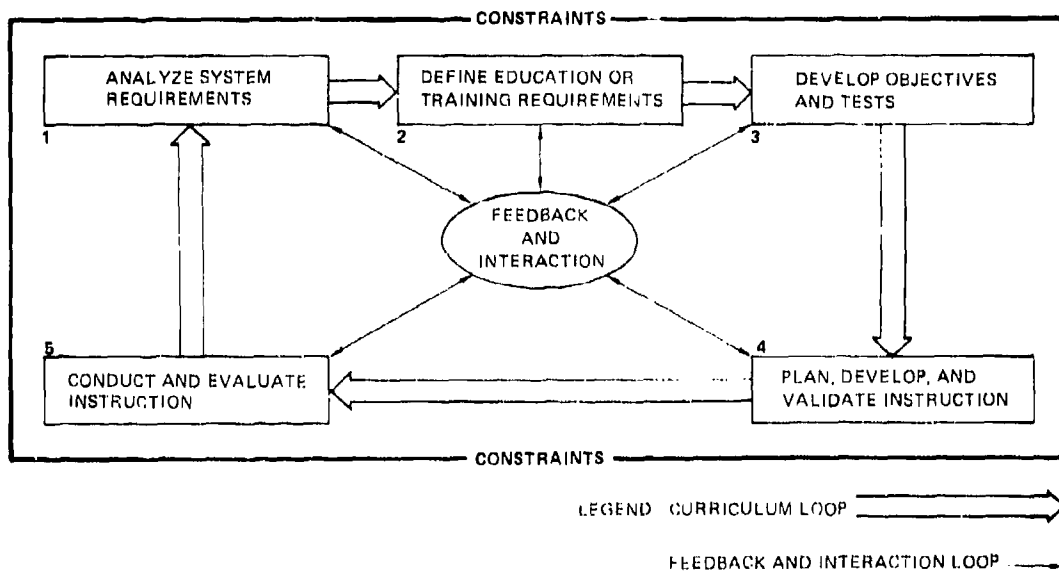 CONSTRAINTS
ANALYZE SYSTEM
REQUIREMENTS
1
DEFINE EDUCATION OR
TRAINING REQUIREMENTS
2
DEVELOP OBJECTIVES
AND TESTS
3
FEEDBACK
AND
INTERACTION
5
CONDUCT AND EVALUATE
INSTRUCTION
4
PLAN, DEVELOP, AND
VALIDATE INSTRUCTION
CONSTRAINTS
LEGEND CURRICULUM LOOP
FEEDBACK AND INTERACTION LOOP